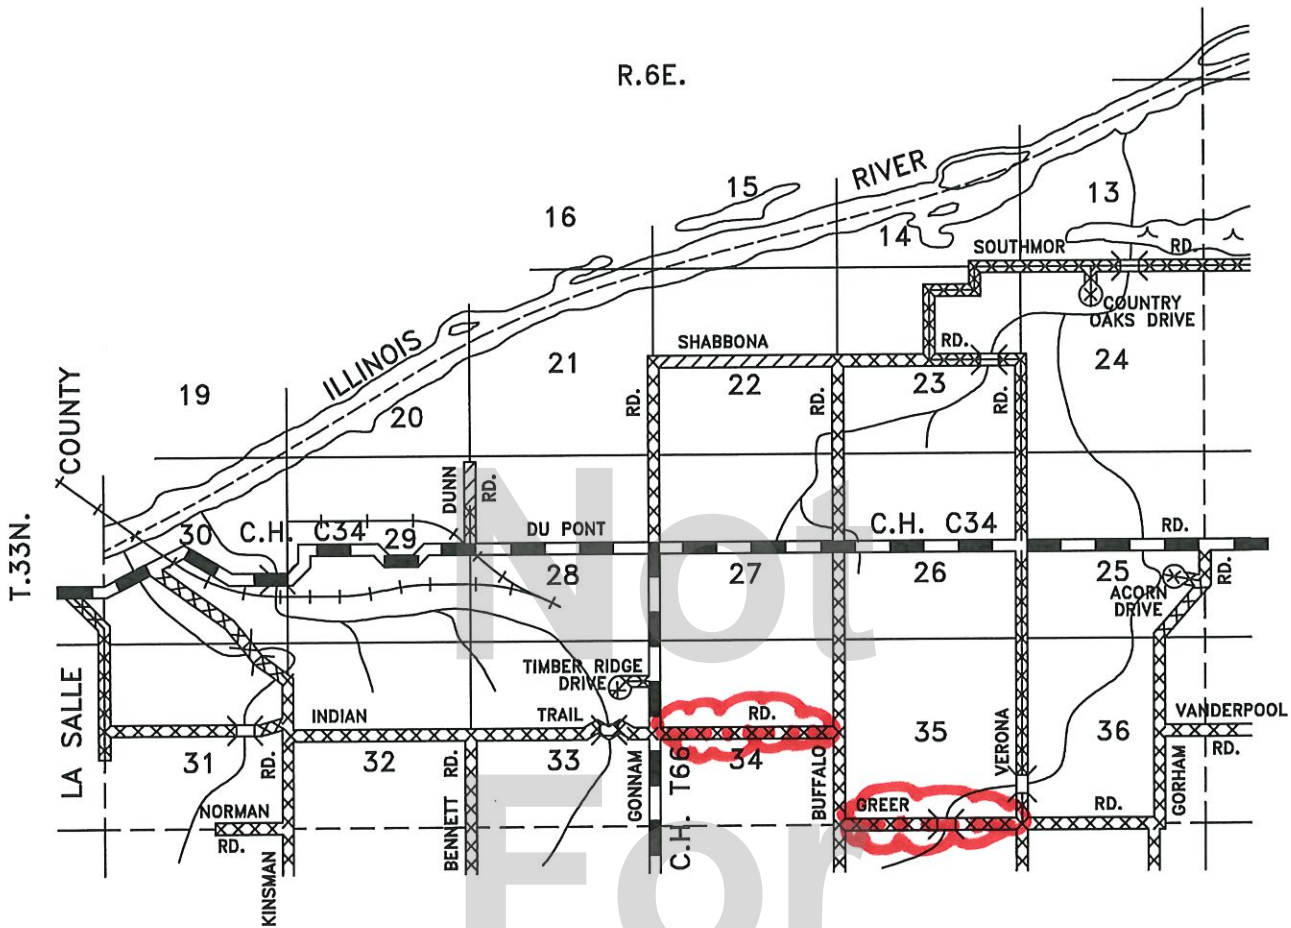 R.6E.
15
RIVER
13
16
14
SOUTHMOR
RD.
COUNTRY
OAKS DRIVE
ILLINOIS
SHABBONA
RD.
21
22
23
24
19
20
RD.
RD.
RD.
COUNTY
T.33N.
DUNN
RD.
Not
30
C.H. C34
29
DU PONT
C.H. C34
RD.
28
27
26
25
ACORN
DRIVE
RD.
TIMBER RIDGE
DRIVE
LA SALLE
INDIAN
TRAIL
RD.
VANDERPOOL
RD.
31
RD.
32
RD.
33
34
35
36
GONNAM
C.H. T66
BUFFALO
VERONA
GORHAM
NORMAN
RD.
BENNETT
GREER
RD.
KINSMAN
For